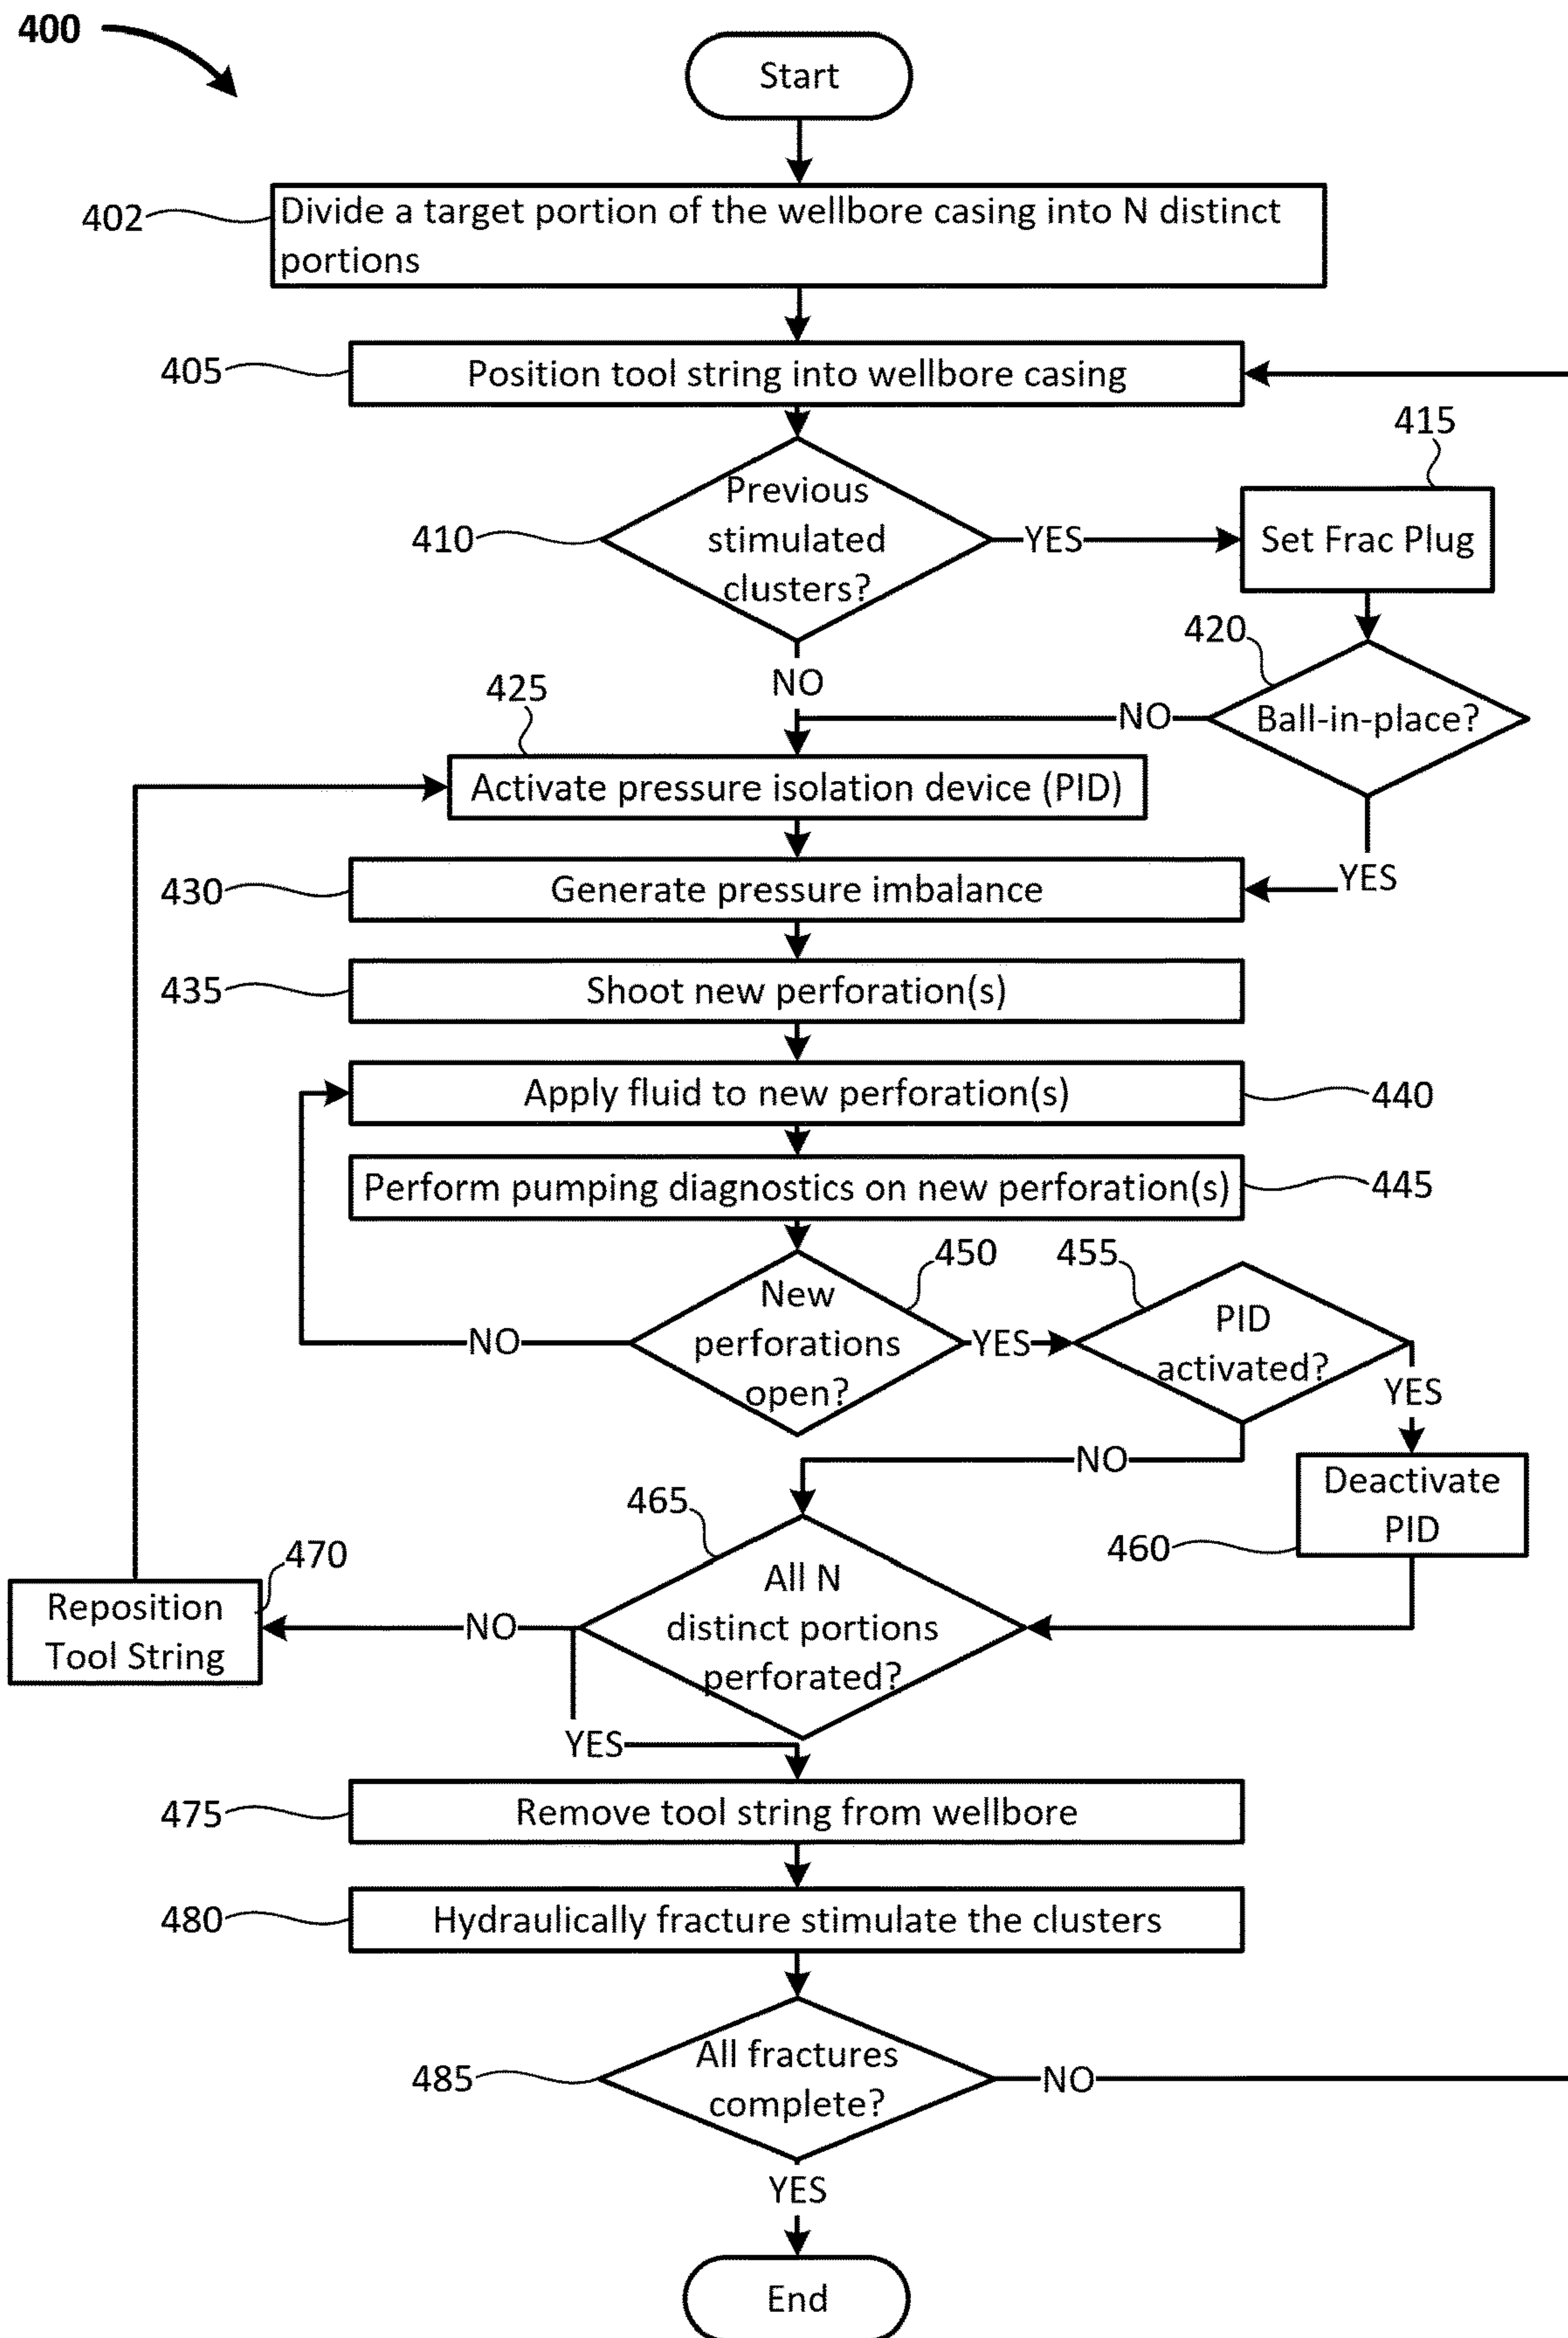 400
Start
402
Divide a target portion of the wellbore casing into N distinct
portions
405
Position tool string into wellbore casing
415
410
Previous
stimulated
clusters?
YES
Set Frac Plug
420
NO
425
NO
Ball-in-place?
Activate pressure isolation device (PID)
YES
430
Generate pressure imbalance
435
Shoot new perforation(s)
Apply fluid to new perforation(s)
440
Perform pumping diagnostics on new perforation(s)
445
450
455
NO
New
perforations
open?
YES
PID
activated?
YES
NO
Deactivate
PID
460
465
470
Reposition
Tool String
NO
All N
distinct portions
perforated?
YES
475
Remove tool string from wellbore
480
Hydraulically fracture stimulate the clusters
485
All fractures
complete?
NO
YES
End